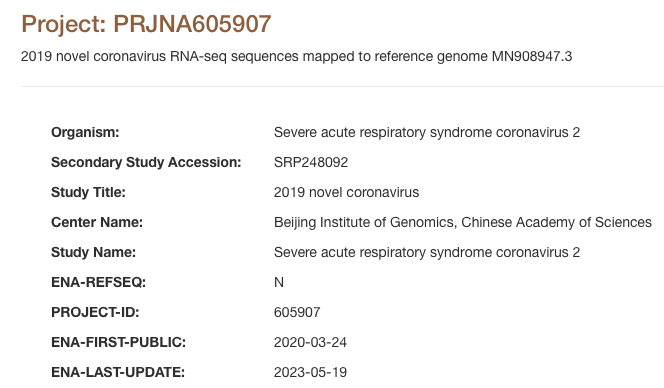 Project: PRJNA605907
2019 novel coronavirus RNA-seq sequences mapped to reference genome MN908947.3
Organism: Severe acute respiratory syndrome coronavirus 2
Secondary Study Accession: SRP248092
Study Title: 2019 novel coronavirus
Center Name: Beijing Institute of Genomics, Chinese Academy of Sciences
Study Name: Severe acute respiratory syndrome coronavirus 2
ENA-REFSEQ: N
PROJECT-ID: 605907
ENA-FIRST-PUBLIC: 2020-03-24
ENA-LAST-UPDATE: 2023-05-19